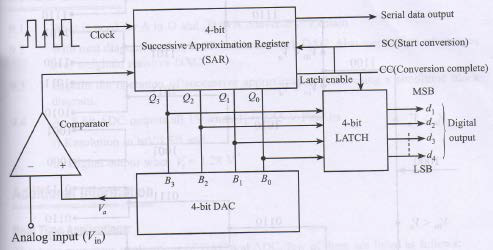 Clock
4-bit
Successive Approximation Register
(SAR)
Serial data output
SC(Start conversion)
CC(Conversion complete)
Latch enable
Q3 Q2 Q1 Q0
MSB
Comparator
4-bit
LATCH
d1
d2
d3
d4
Digital
output
LSB
− +
B3 B2 B1 B0
Va
4-bit DAC
Analog input (Vin)